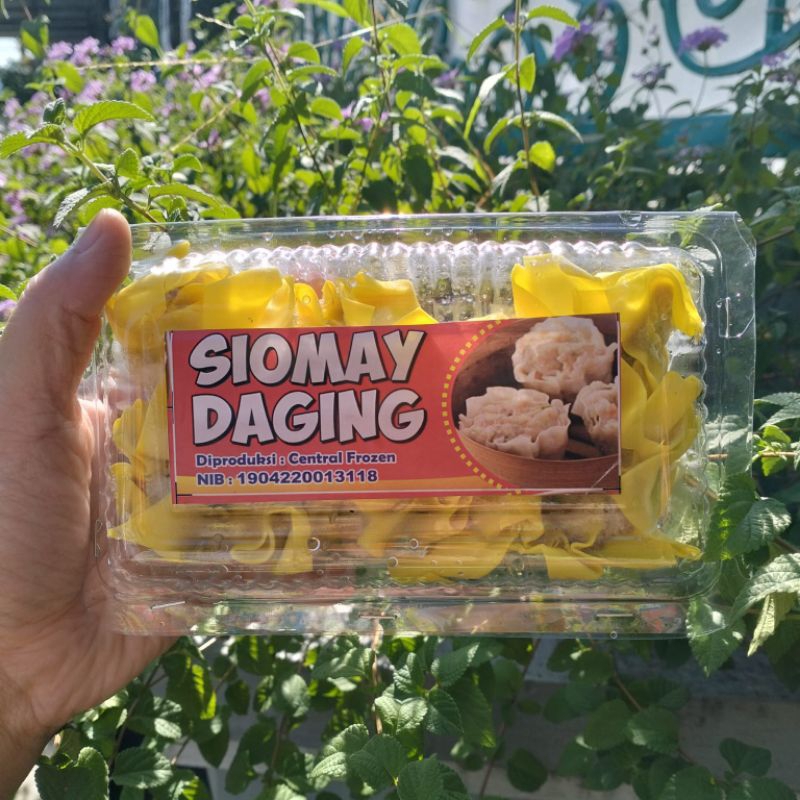 SIOMAY
DAGING
Diproduksi : Central Frozen
NIB : 1904220013118